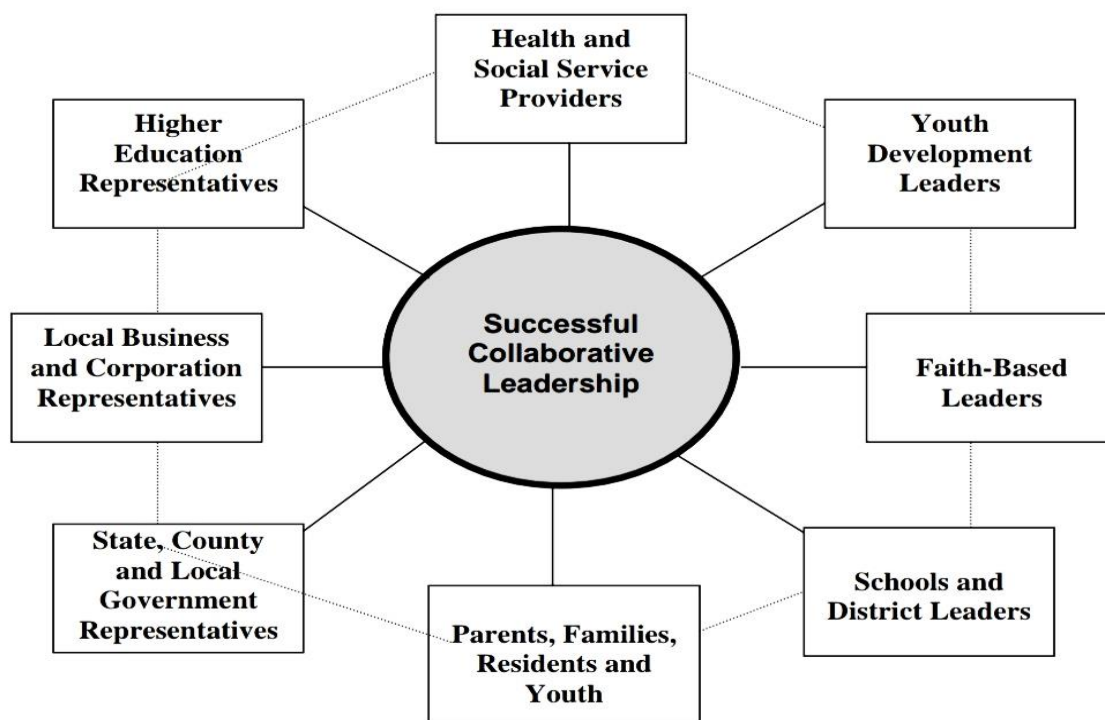 Health and
Social Service
Providers
Higher
Education
Representatives
Youth
Development
Leaders
Local Business
and Corporation
Representatives
Successful
Collaborative
Leadership
Faith-Based
Leaders
State, County
and Local
Government
Representatives
Parents, Families,
Residents and
Youth
Schools and
District Leaders